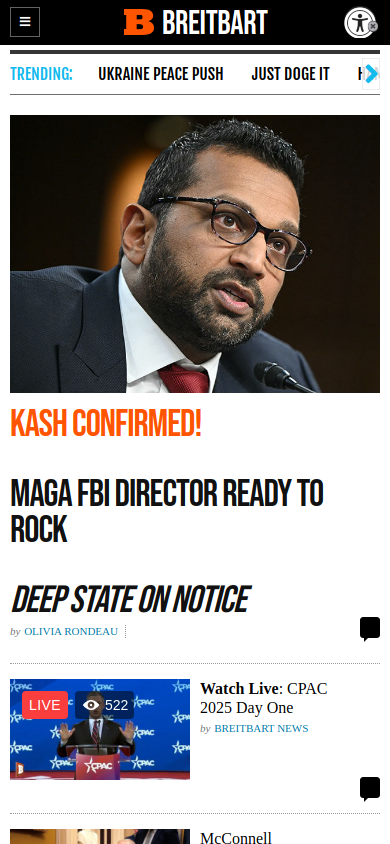 B BREITBART
TRENDING: UKRAINE PEACE PUSH JUST DOGE IT
KASH CONFIRMED!
MAGA FBI DIRECTOR READY TO
ROCK
DEEP STATE ON NOTICE
by OLIVIA RONDEAU
LIVE 522
CPAC
Watch Live: CPAC
2025 Day One
by BREITBART NEWS
McConnell